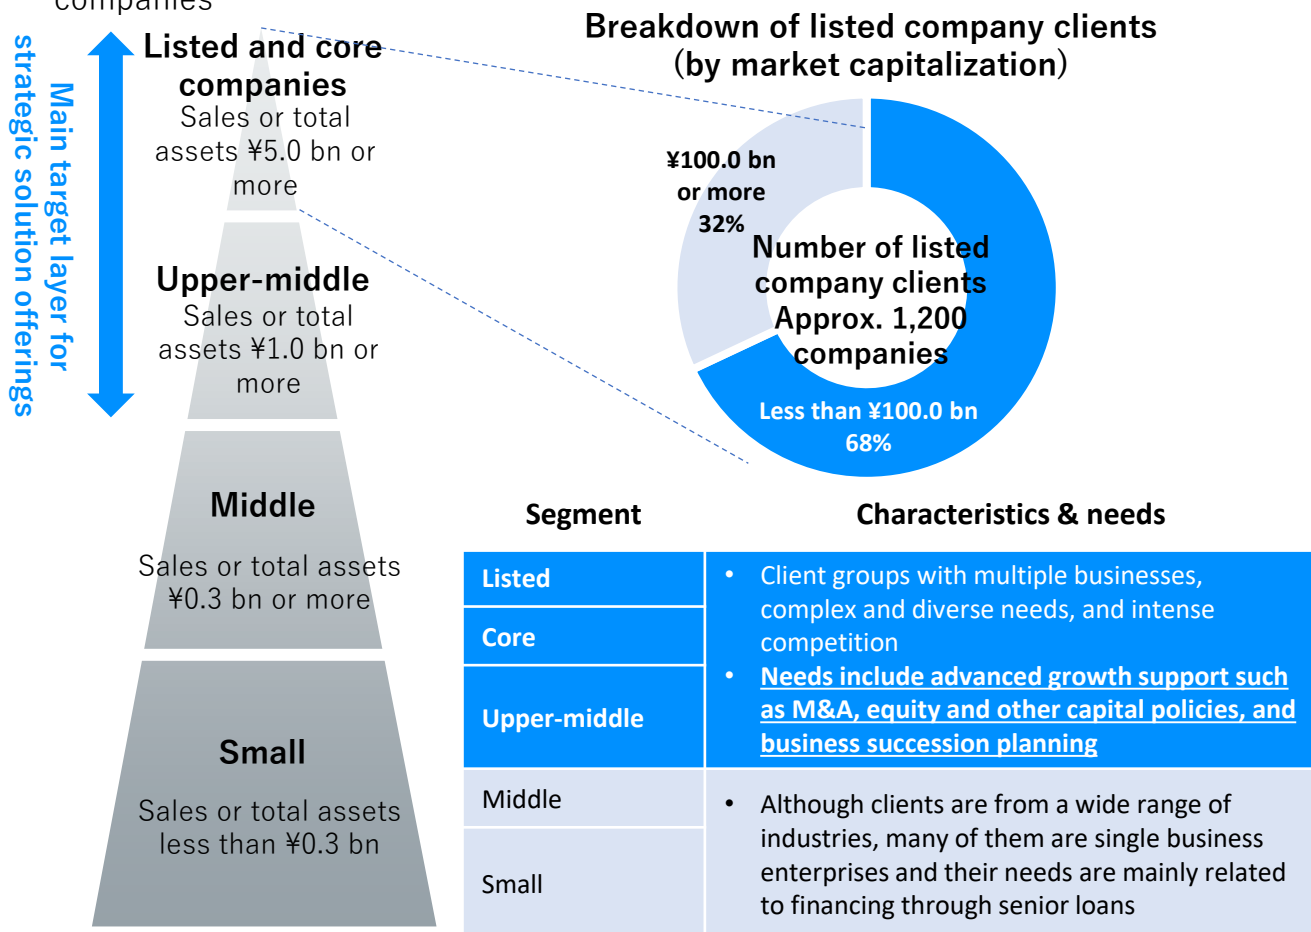 companies
Main target layer for
strategic solution offerings
Listed and core
companies
Sales or total
assets ¥5.0 bn or
more
Upper-middle
Sales or total
assets ¥1.0 bn or
more
Middle
Sales or total assets
¥0.3 bn or more
Small
Sales or total assets
less than ¥0.3 bn
Breakdown of listed company clients
(by market capitalization)
¥100.0 bn
or more
32%
Number of listed
company clients
Approx. 1,200
companies
Less than ¥100.0 bn
68%
Segment
Characteristics & needs
Listed
Core
Upper-middle
• Client groups with multiple businesses,
complex and diverse needs, and intense
competition
• Needs include advanced growth support such
as M&A, equity and other capital policies, and
business succession planning
Middle
Small
• Although clients are from a wide range of
industries, many of them are single business
enterprises and their needs are mainly related
to financing through senior loans